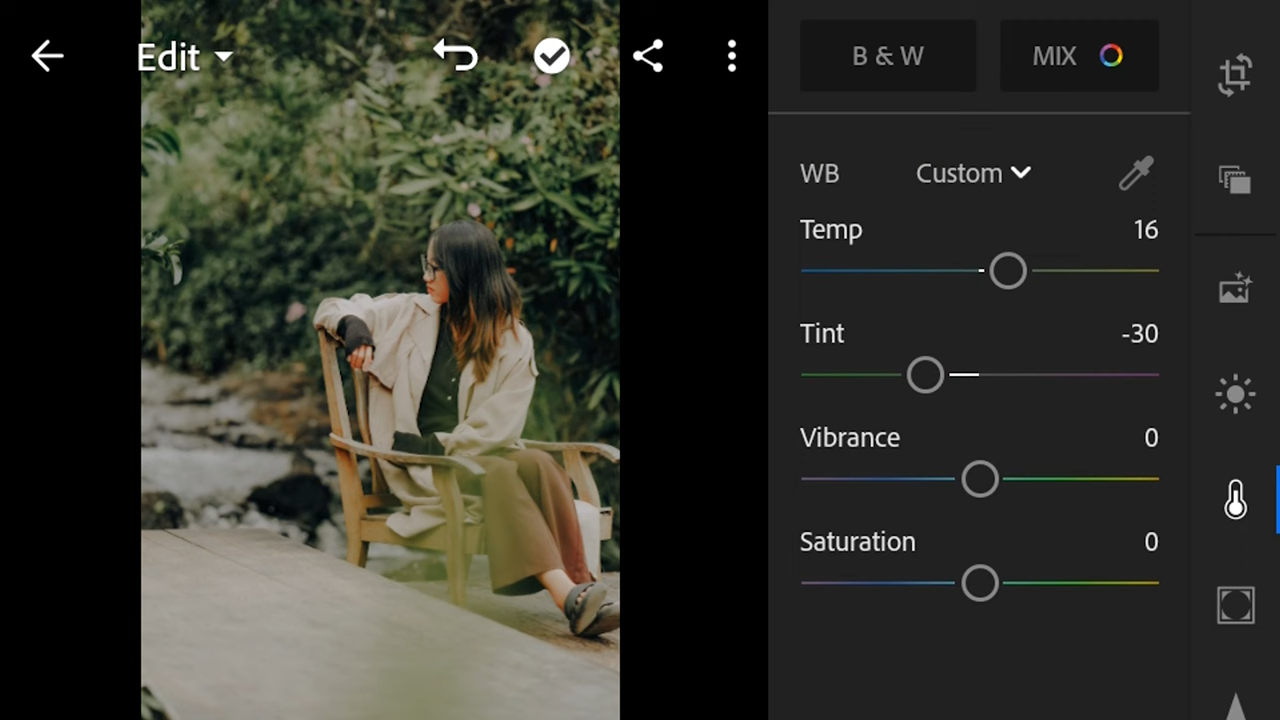 Edit
B & W
MIX
WB
Custom
Temp
16
Tint
-30
Vibrance
0
Saturation
0